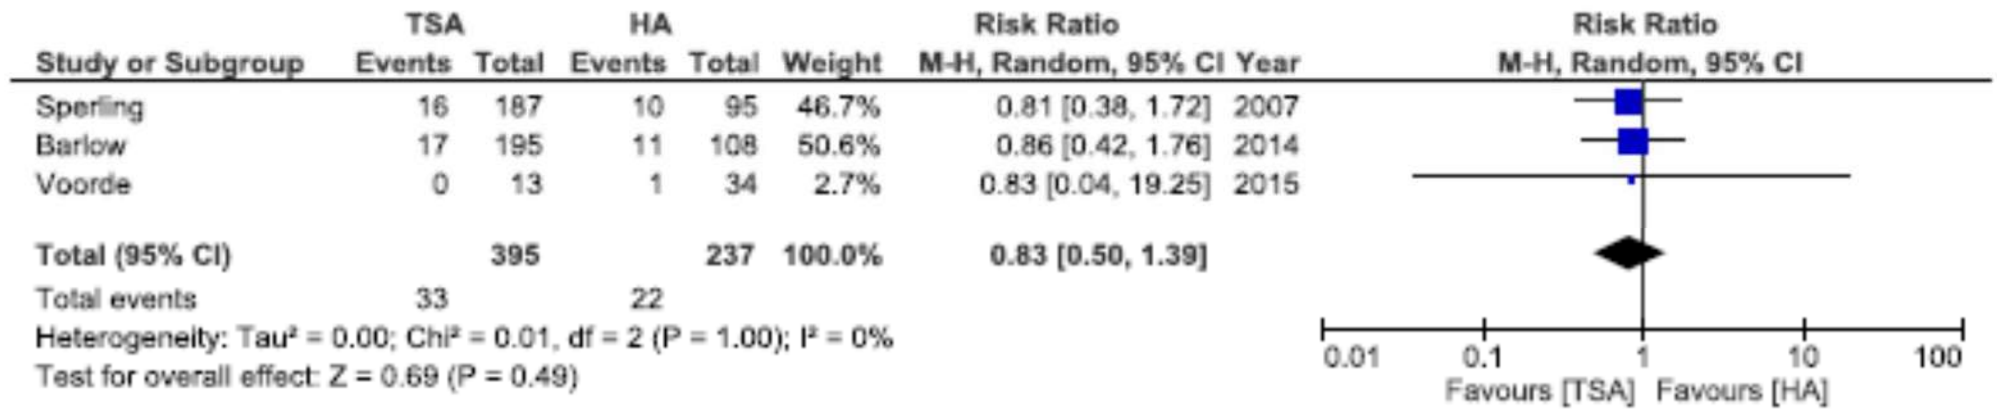 TSA HA Risk Ratio Risk Ratio
Study or Subgroup Events Total Events Total Weight M-H, Random, 95% CI Year M-H, Random, 95% CI
Sperling 16 187 10 95 46.7% 0.81 [0.38, 1.72] 2007
Barlow 17 195 11 108 50.6% 0.86 [0.42, 1.76] 2014
Voorde 0 13 1 34 2.7% 0.83 [0.04, 19.25] 2015
Total (95% CI) 395 237 100.0% 0.83 [0.50, 1.39]
Total events 33 22
Heterogeneity: Tau² = 0.00; Chi² = 0.01, df = 2 (P = 1.00); I² = 0%
Test for overall effect: Z = 0.69 (P = 0.49)
0.01 0.1 1 10 100
Favours [TSA] Favours [HA]